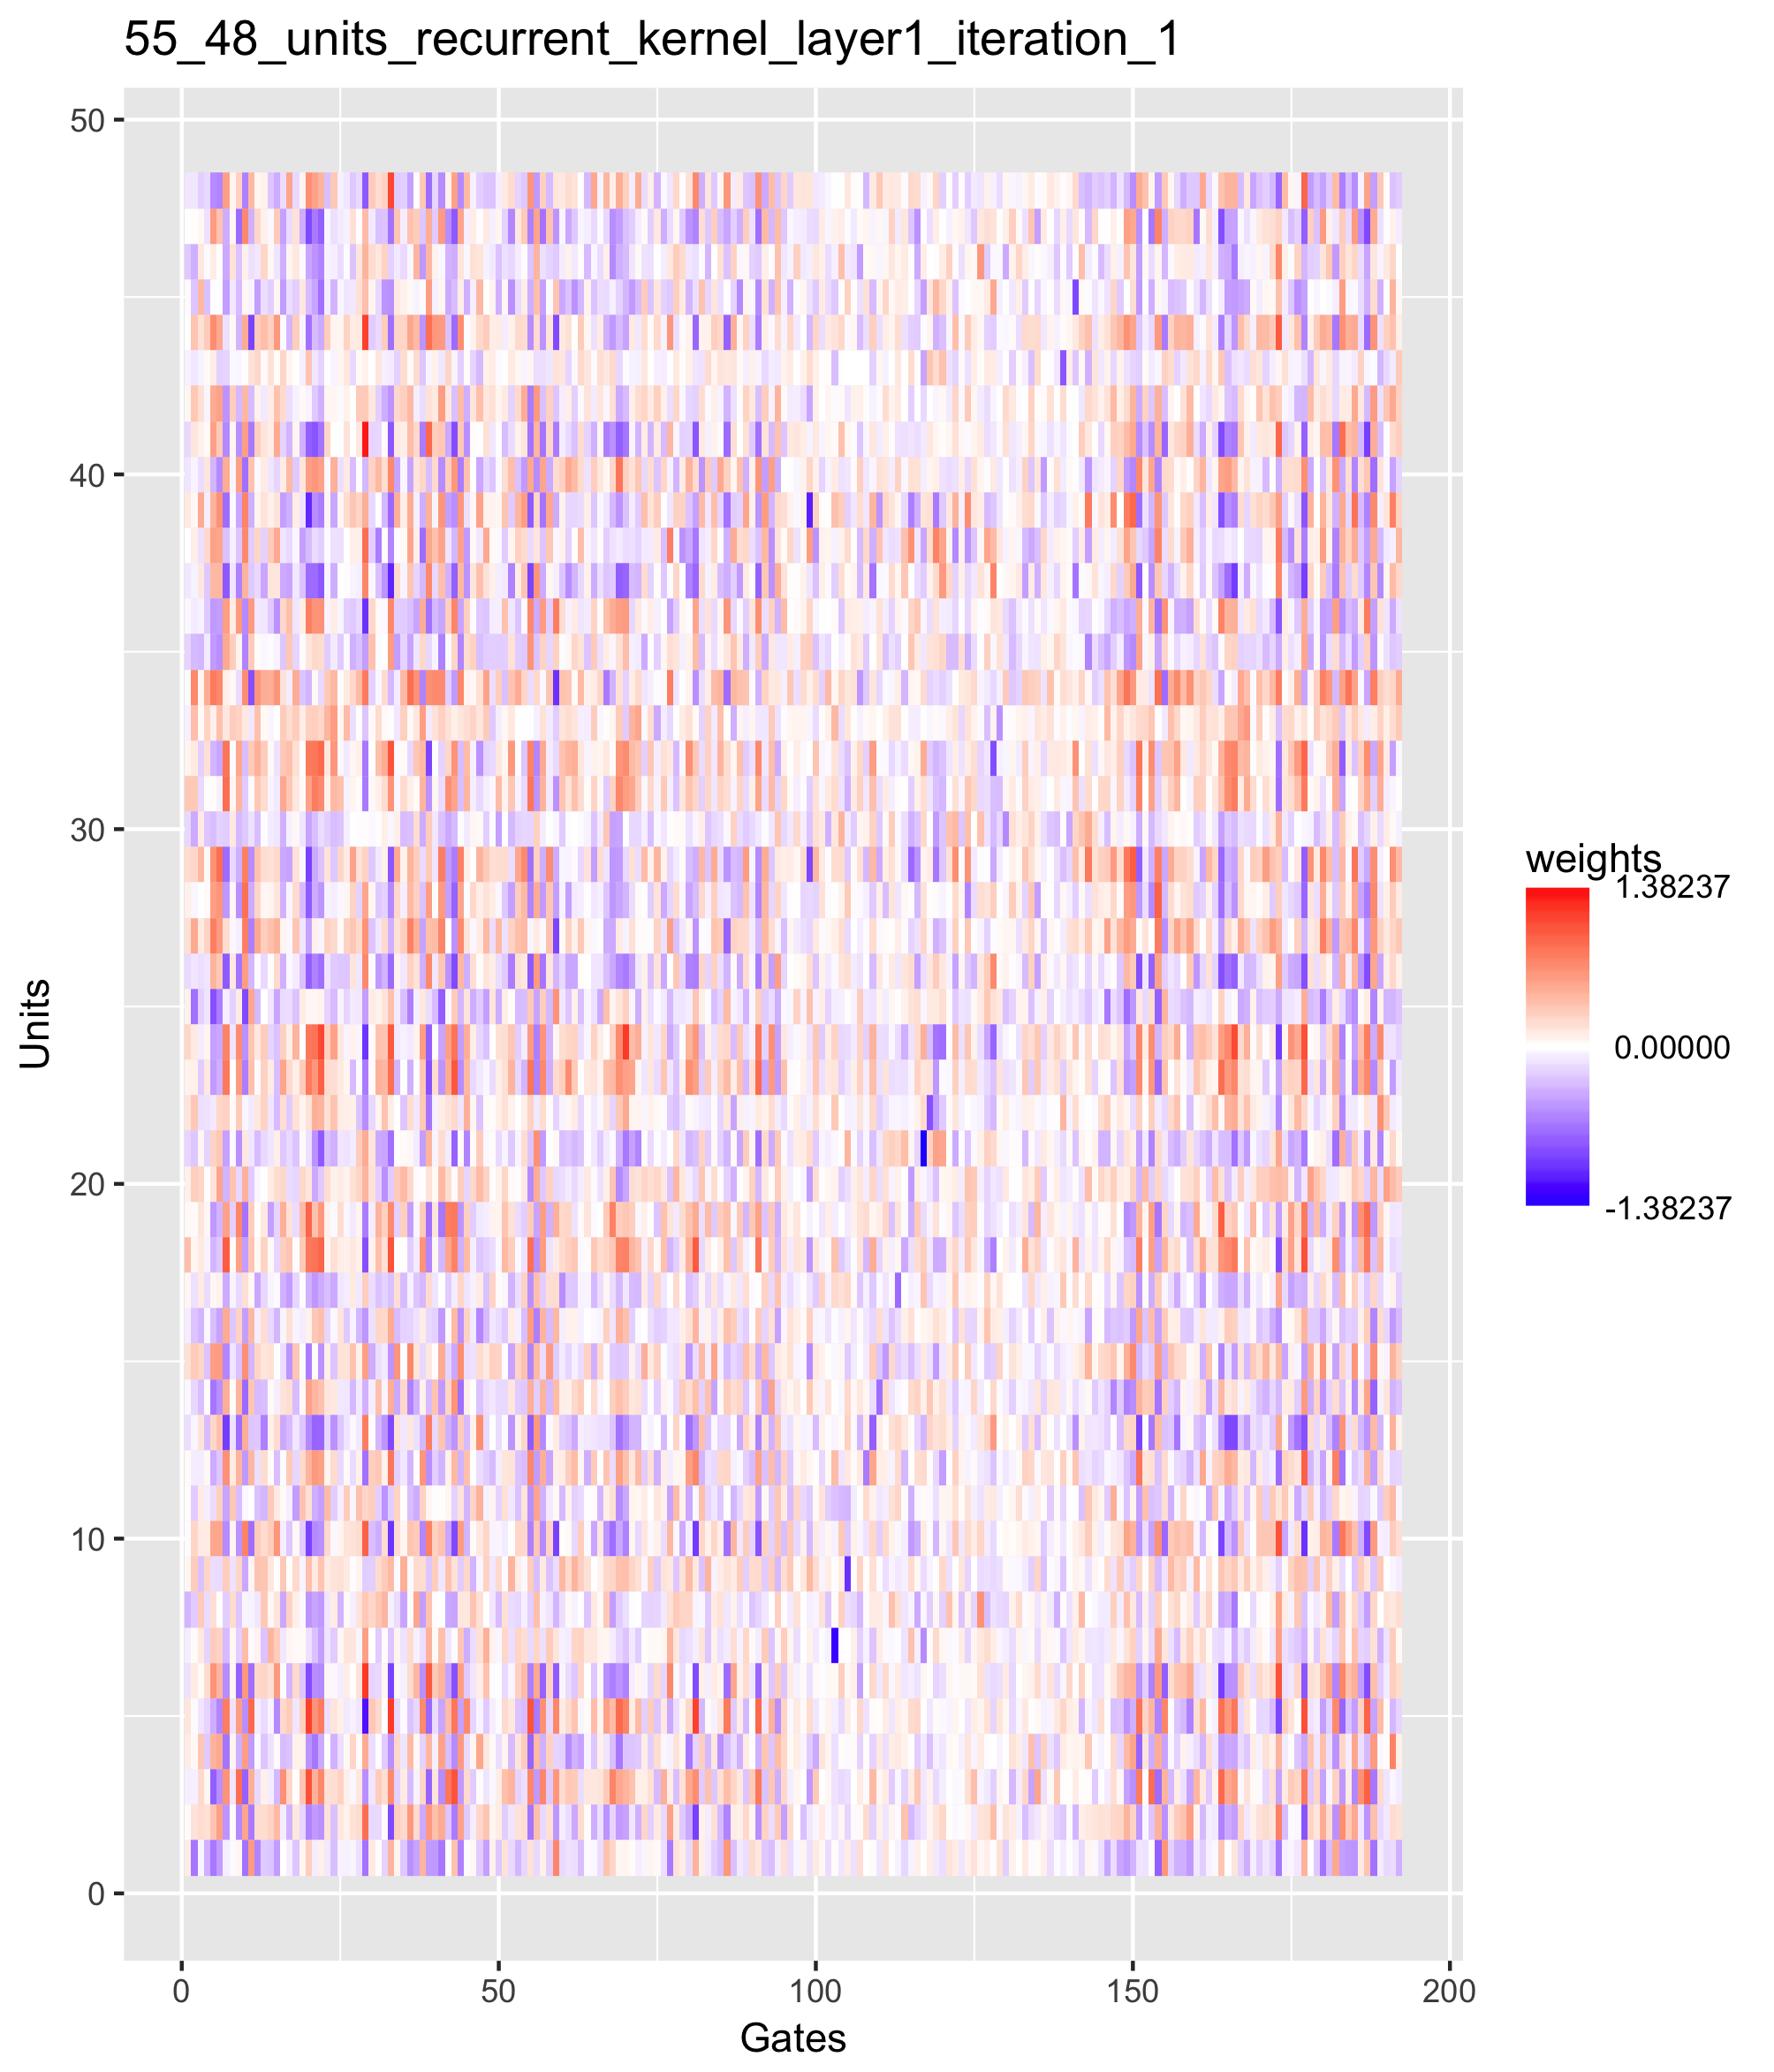 55_48_units_recurrent_kernel_layer1_iteration_1
50
40
30
20
10
0
Units
0 50 100 150 200
Gates
weights
1.38237
0.00000
-1.38237